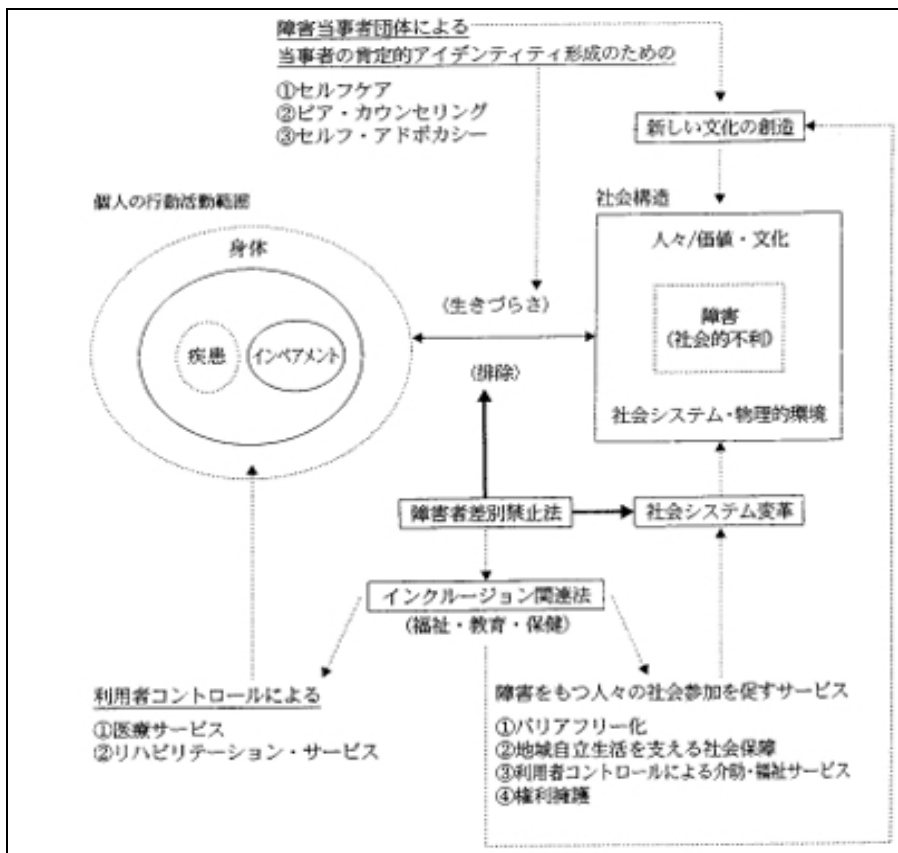 障害当事者団体による
当事者の肯定的アイデンティティ形成のための
①セルフケア
②ピア・カウンセリング
③セルフ・アドボカシー
新しい文化の創造
個人の行動活動範囲
社会構造
身体
人々/価値・文化
疾患
インペアメント
(生きづらさ)
障害
(社会的不利)
(排除)
社会システム・物理的環境
障害者差別禁止法
社会システム変革
インクルージョン関連法
(福祉・教育・保健)
利用者コントロールによる
①医療サービス
②リハビリテーション・サービス
障害をもつ人々の社会参加を促すサービス
①バリアフリー化
②地域自立生活を支える社会保障
③利用者コントロールによる介助・福祉サービス
④権利擁護